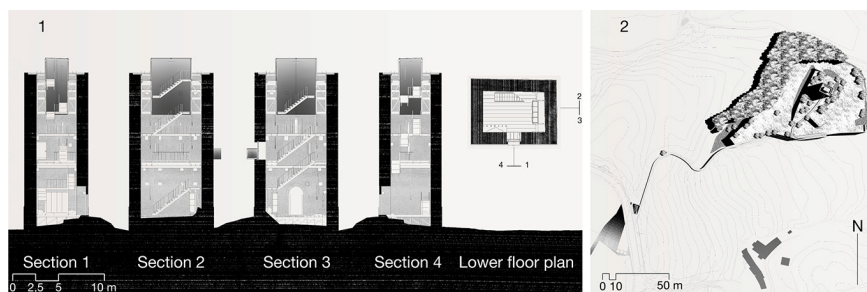 1
2
3
4 1
Section 1 Section 2 Section 3 Section 4 Lower floor plan
0 2.5 5 10 m
2
N
0 10 50 m